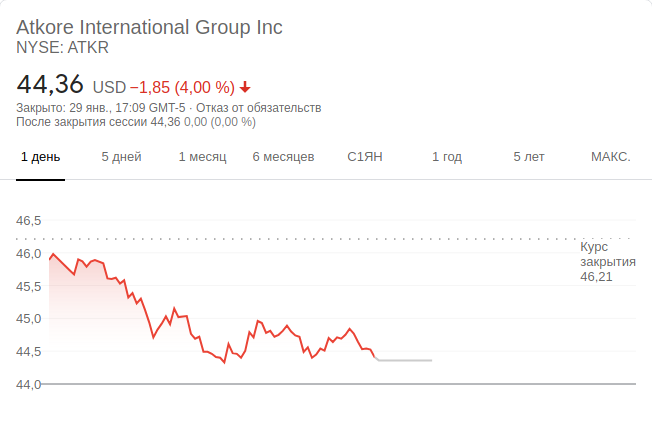 Atkore International Group Inc
NYSE: ATKR
44,36 USD −1,85 (4,00 %)
Закрыто: 29 янв., 17:09 GMT-5 · Отказ от обязательств
После закрытия сессии 44,36 0,00 (0,00 %)
1 день 5 дней 1 месяц 6 месяцев С1ЯН 1 год 5 лет МАКС.
46,5
46,0
45,5
45,0
44,5
44,0
Курс
закрытия
46,21